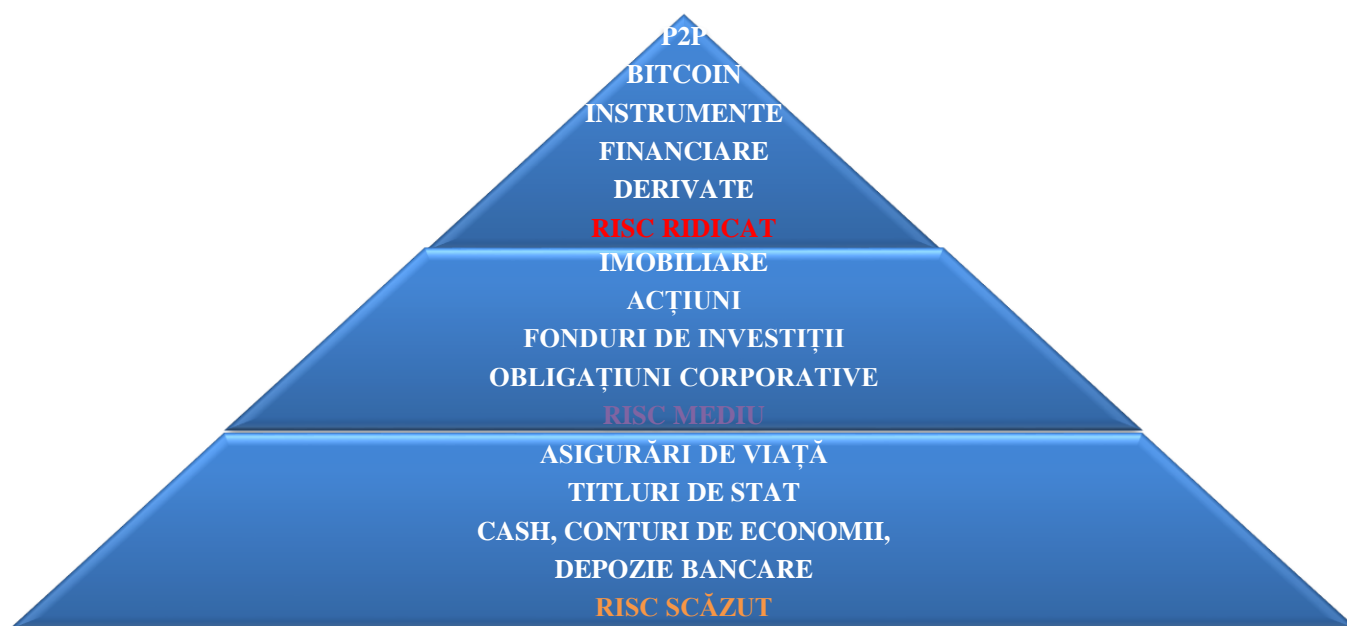 P2P
BITCOIN
INSTRUMENTE
FINANCIARE
DERIVATE
RISC RIDICAT
IMOBILIARE
ACȚIUNI
FONDURI DE INVESTIȚII
OBLIGAȚIUNI CORPORATIVE
RISC MEDIU
ASIGURĂRI DE VIAȚĂ
TITLURI DE STAT
CASH, CONTURI DE ECONOMII,
DEPOZIE BANCARE
RISC SCĂZUT